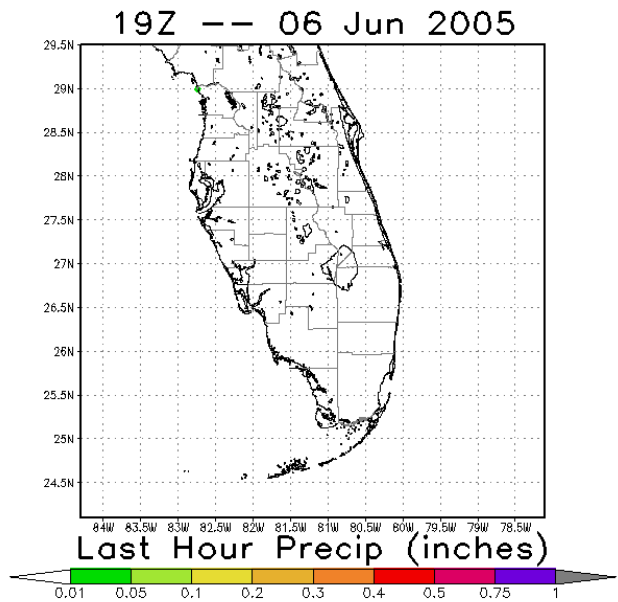 19Z -- 06 Jun 2005
29.5N
29N
28.5N
28N
27.5N
27N
26.5N
26N
25.5N
25N
24.5N
84W 83.5W 83W 82.5W 82W 81.5W 81W 80.5W 80W 79.5W 79W 78.5W
Last Hour Precip (inches)
0.01 0.05 0.1 0.2 0.3 0.4 0.5 0.75 1